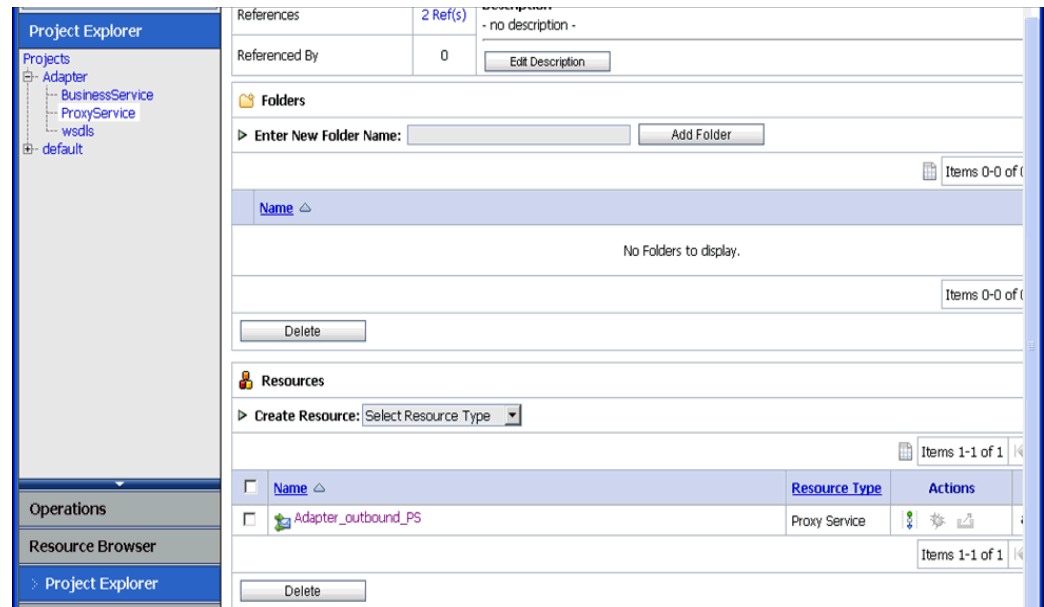 Project Explorer
Projects
Adapter
BusinessService
ProxyService
wsdls
default
Operations
Resource Browser
Project Explorer
References
2 Ref(s)
Description
- no description -
Referenced By
0
Edit Description
Folders
Enter New Folder Name:
Add Folder
Items 0-0 of
Name
No Folders to display.
Items 0-0 of
Delete
Resources
Create Resource: Select Resource Type
Items 1-1 of 1
Name Resource Type Actions
Adapter_outbound_PS Proxy Service
Items 1-1 of 1
Delete